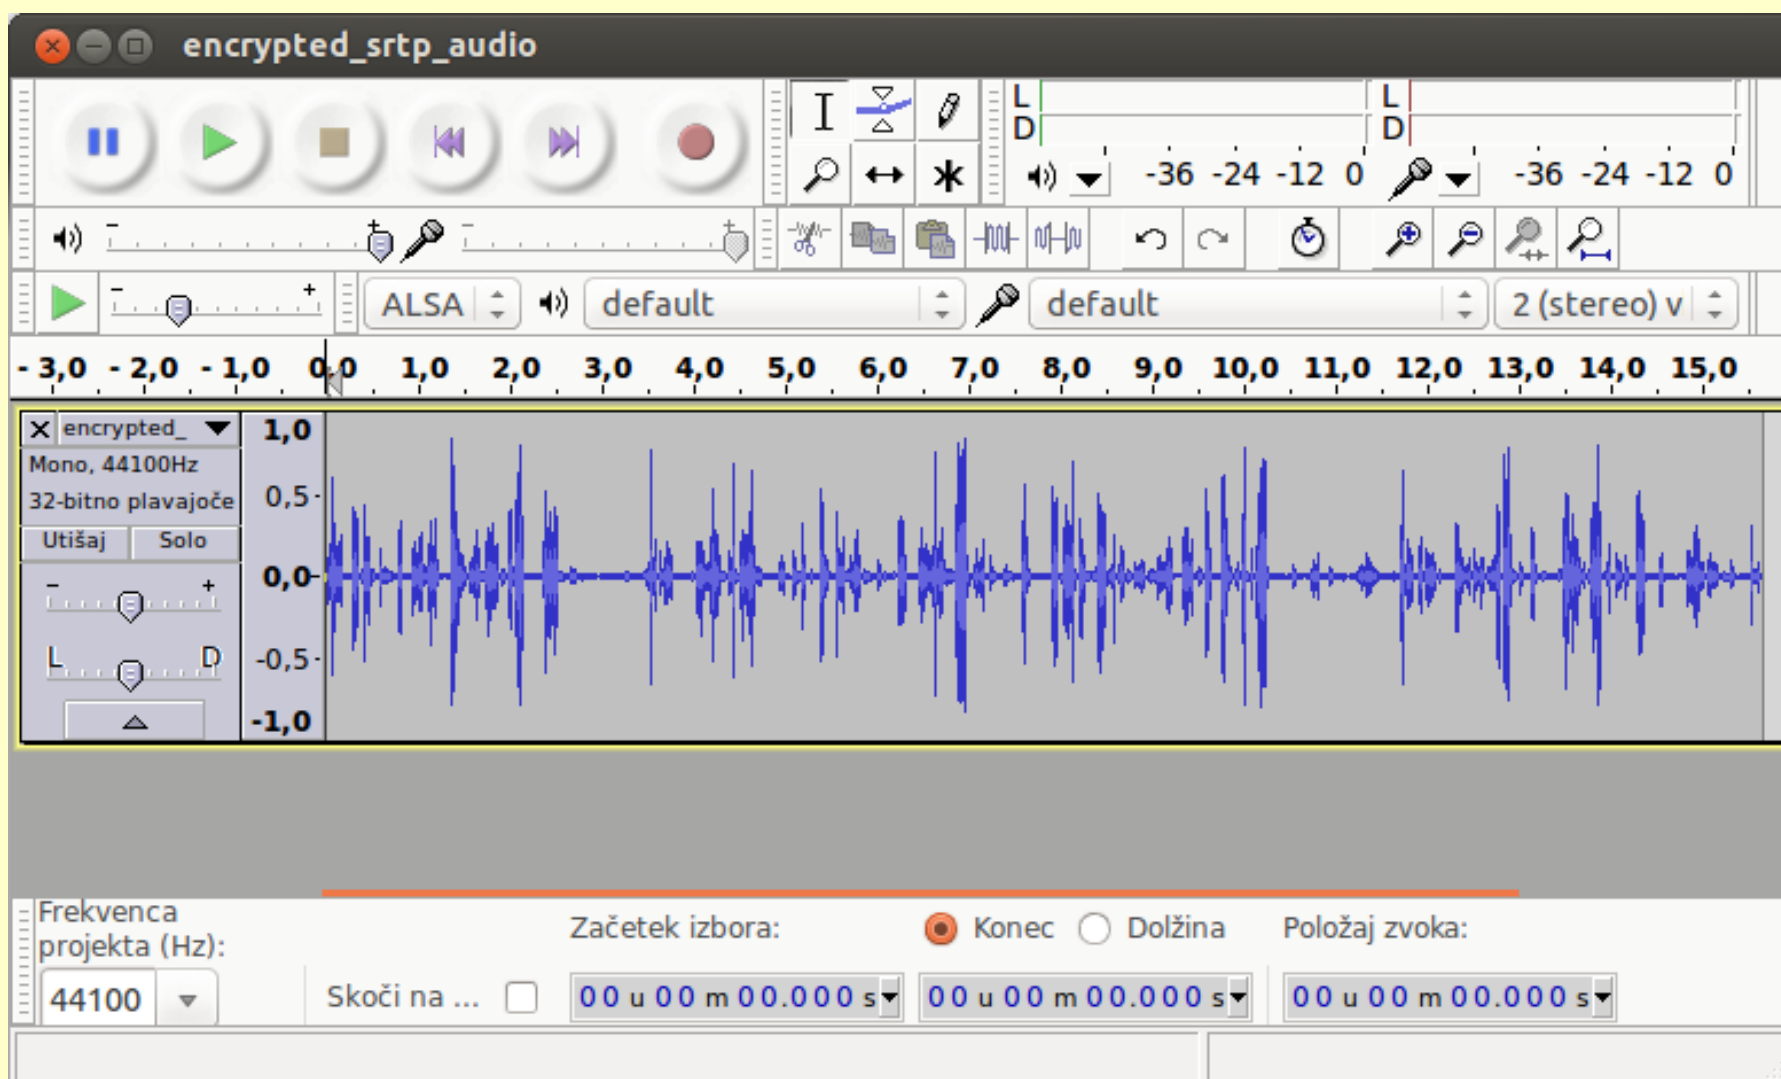 encrypted_srtp_audio
L
D
-36 -24 -12 0
L
D
-36 -24 -12 0
- + - +
- + ALSA default default 2 (stereo) v
- 3,0 - 2,0 - 1,0 0,0 1,0 2,0 3,0 4,0 5,0 6,0 7,0 8,0 9,0 10,0 11,0 12,0 13,0 14,0 15,0
X encrypted_
Mono, 44100Hz
32-bitno plavajoče
Utišaj Solo
- +
L D
1,0
0,5
0,0
-0,5
-1,0
Frekvenca
projekta (Hz):
44100
Skoči na ...
Začetek izbora:
00 u 00 m 00.000 s
Konec Dolžina
00 u 00 m 00.000 s
Položaj zvoka:
00 u 00 m 00.000 s